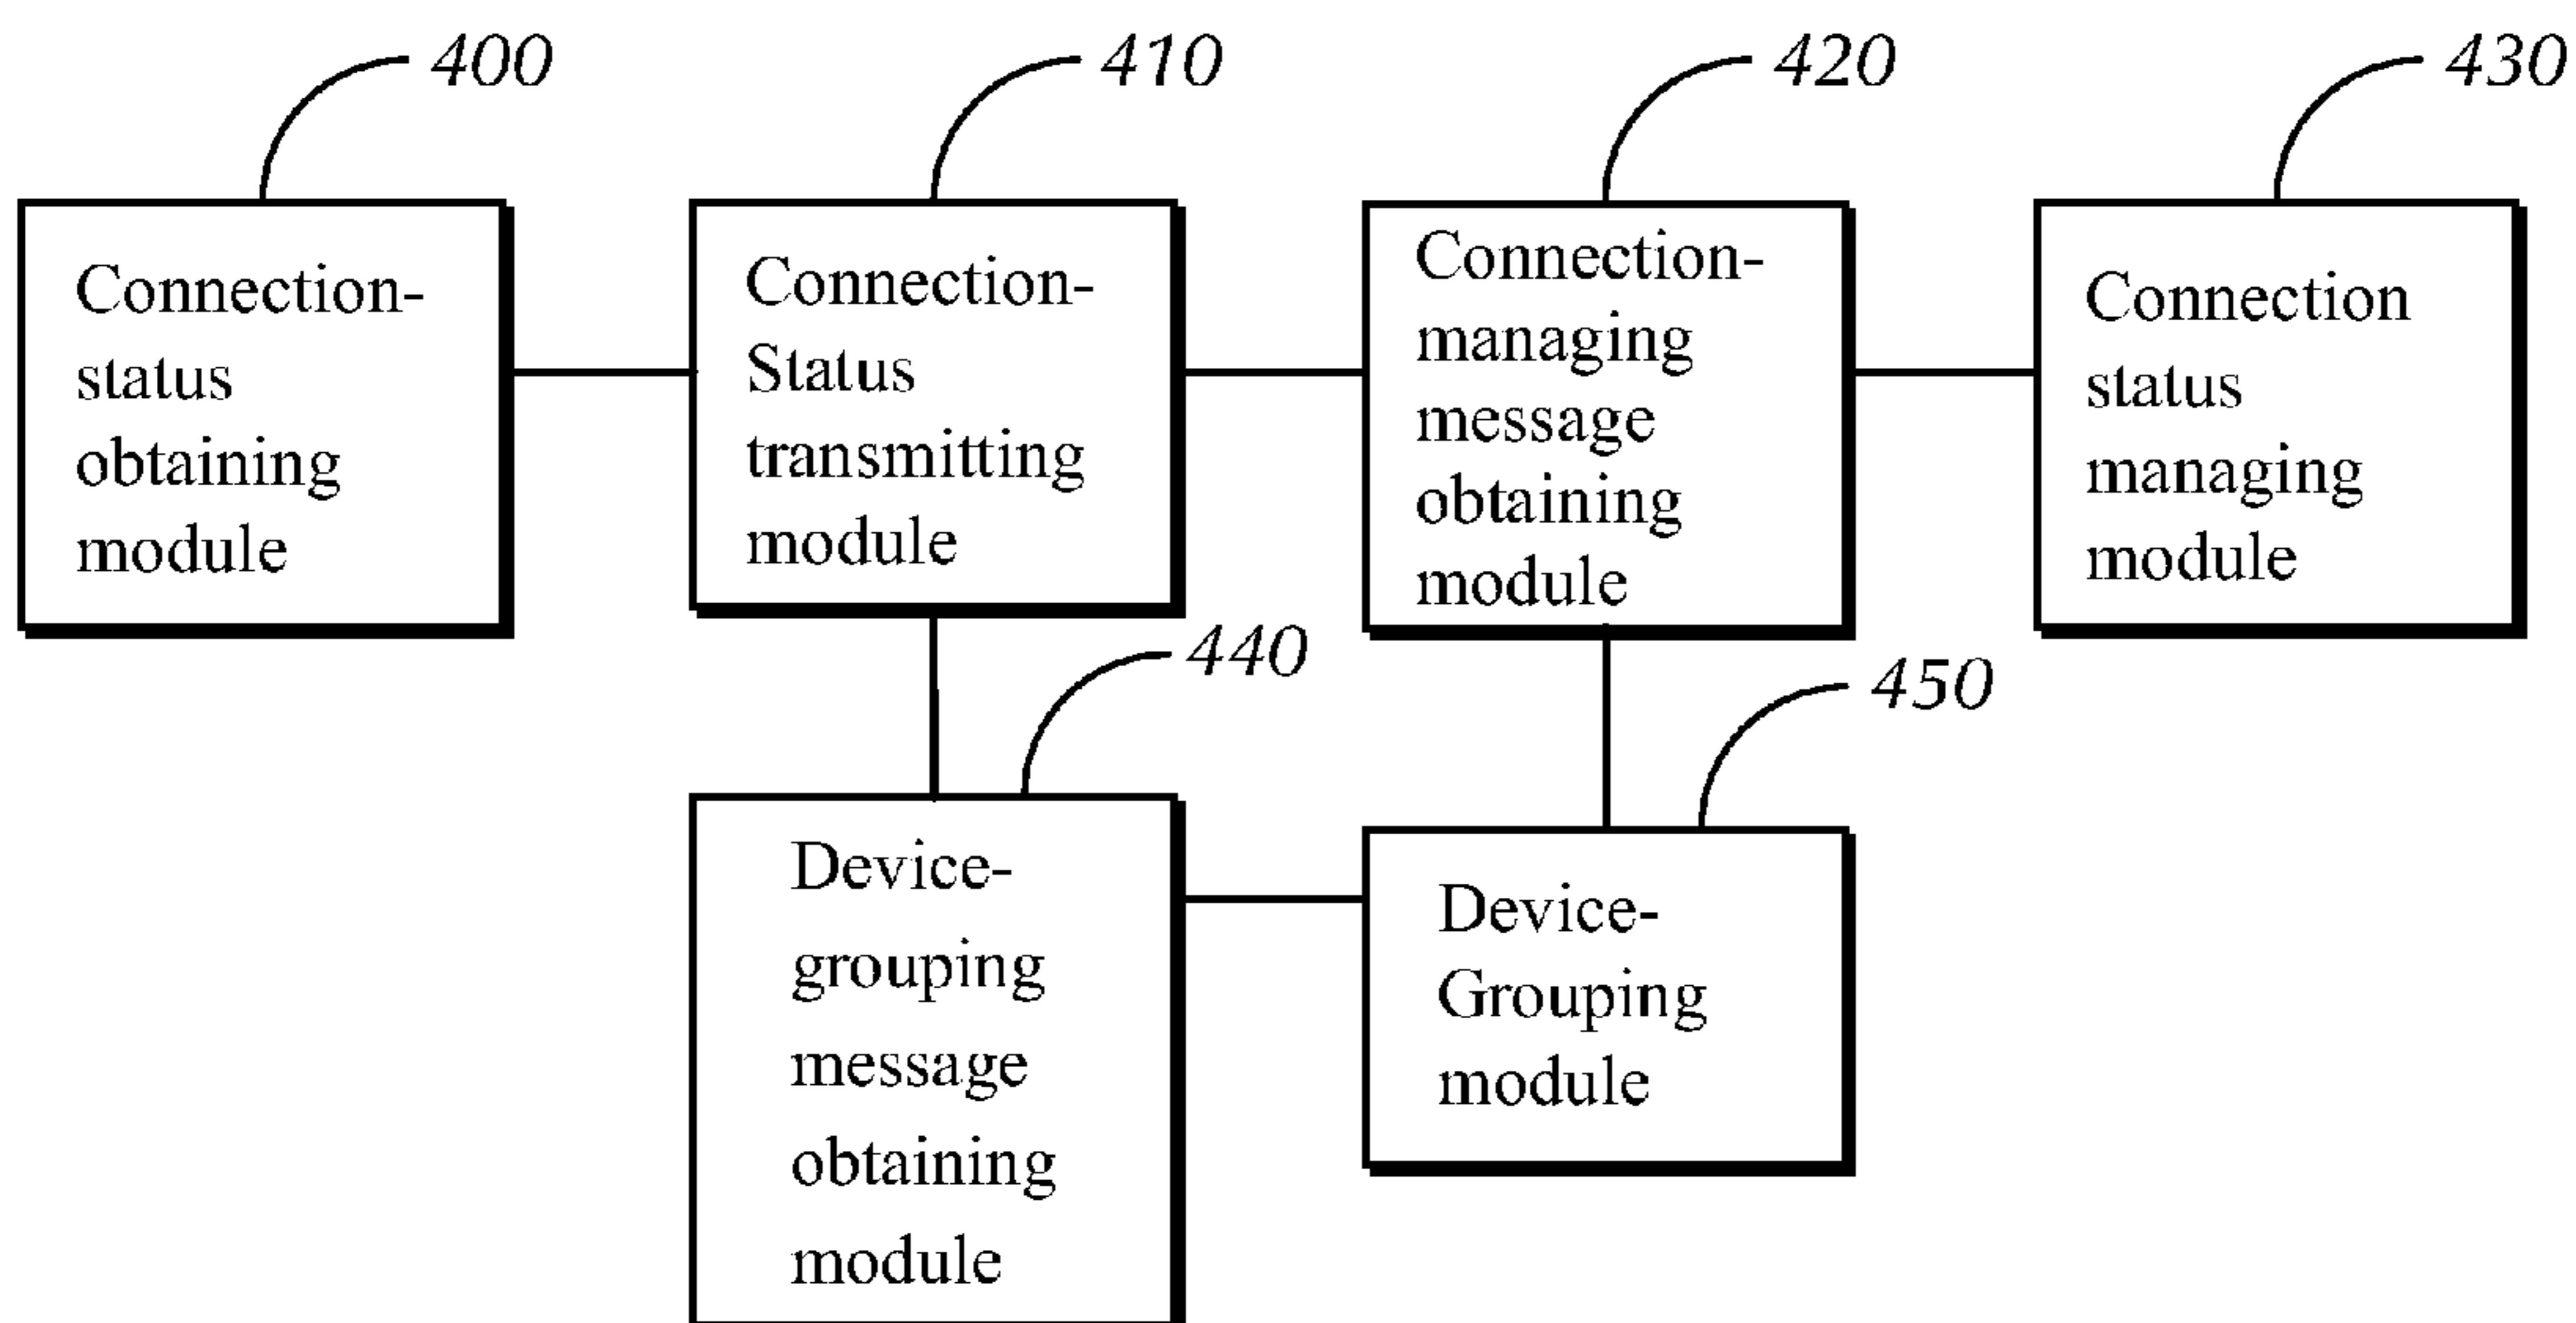 400
410
420
430
Connection-
status
obtaining
module
Connection-
Status
transmitting
module
Connection-
managing
message
obtaining
module
Connection
status
managing
module
440
450
Device-
grouping
message
obtaining
module
Device-
Grouping
module